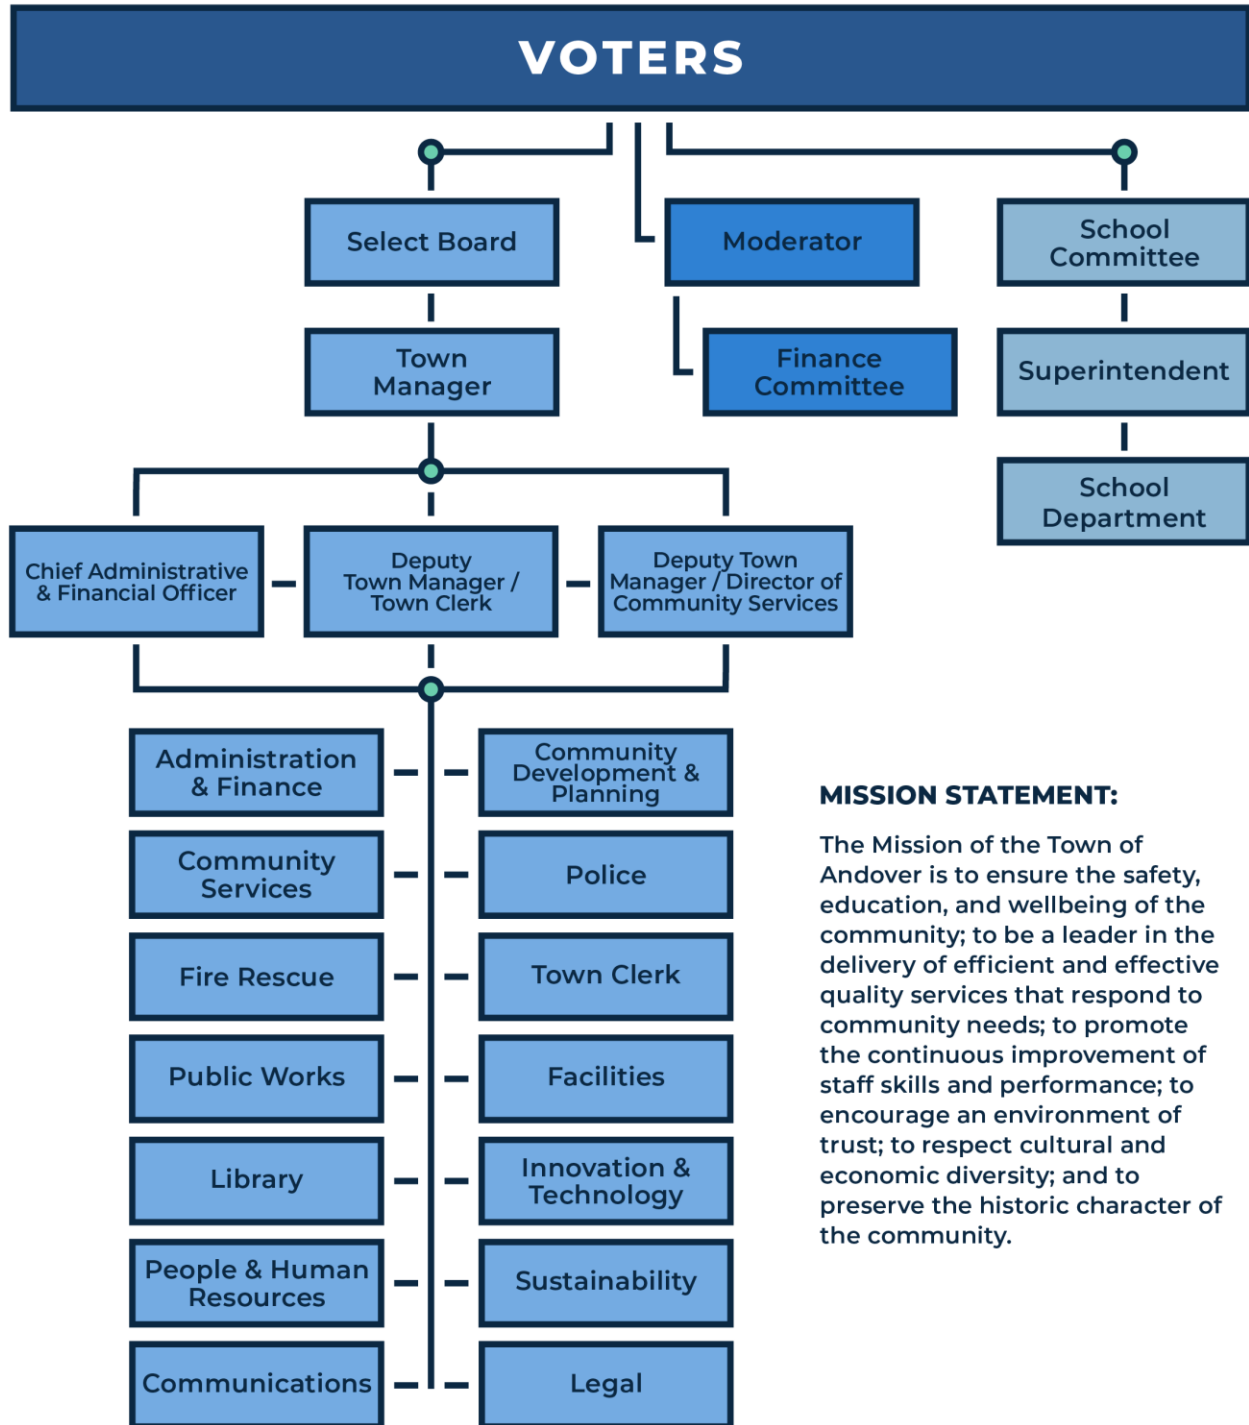 VOTERS
Select Board
Moderator
School
Committee
Town
Manager
Finance
Committee
Superintendent
School
Department
Chief Administrative
& Financial Officer
Deputy
Town Manager /
Town Clerk
Deputy Town
Manager / Director of
Community Services
Administration
& Finance
Community
Development &
Planning
Community
Services
Police
Fire Rescue
Town Clerk
Public Works
Facilities
Library
Innovation &
Technology
People & Human
Resources
Sustainability
Communications
Legal
MISSION STATEMENT:
The Mission of the Town of
Andover is to ensure the safety,
education, and wellbeing of the
community; to be a leader in the
delivery of efficient and effective
quality services that respond to
community needs; to promote
the continuous improvement of
staff skills and performance; to
encourage an environment of
trust; to respect cultural and
economic diversity; and to
preserve the historic character of
the community.